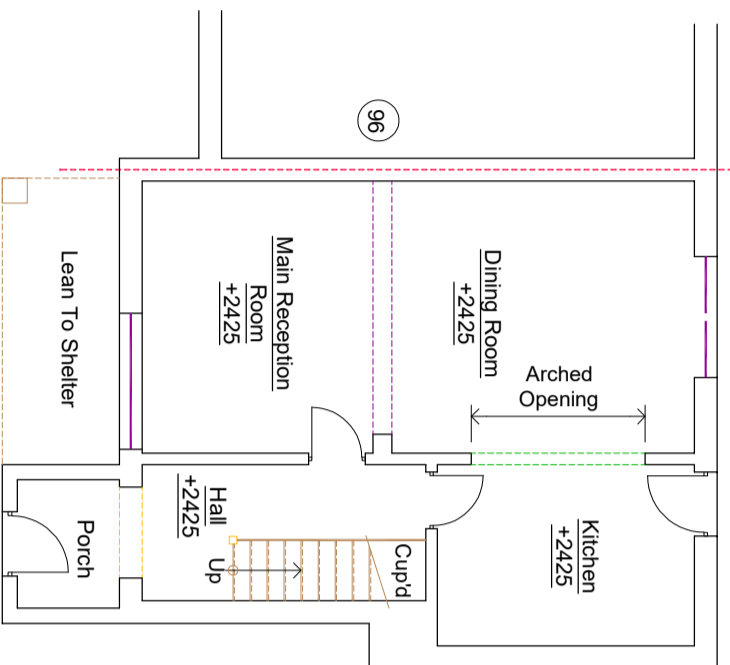 96
Lean To Shelter
Main Reception
Room
+2425
Dining Room
+2425
Arched
Opening
Hall
+2425
Porch
Up
Cup'd
Kitchen
+2425